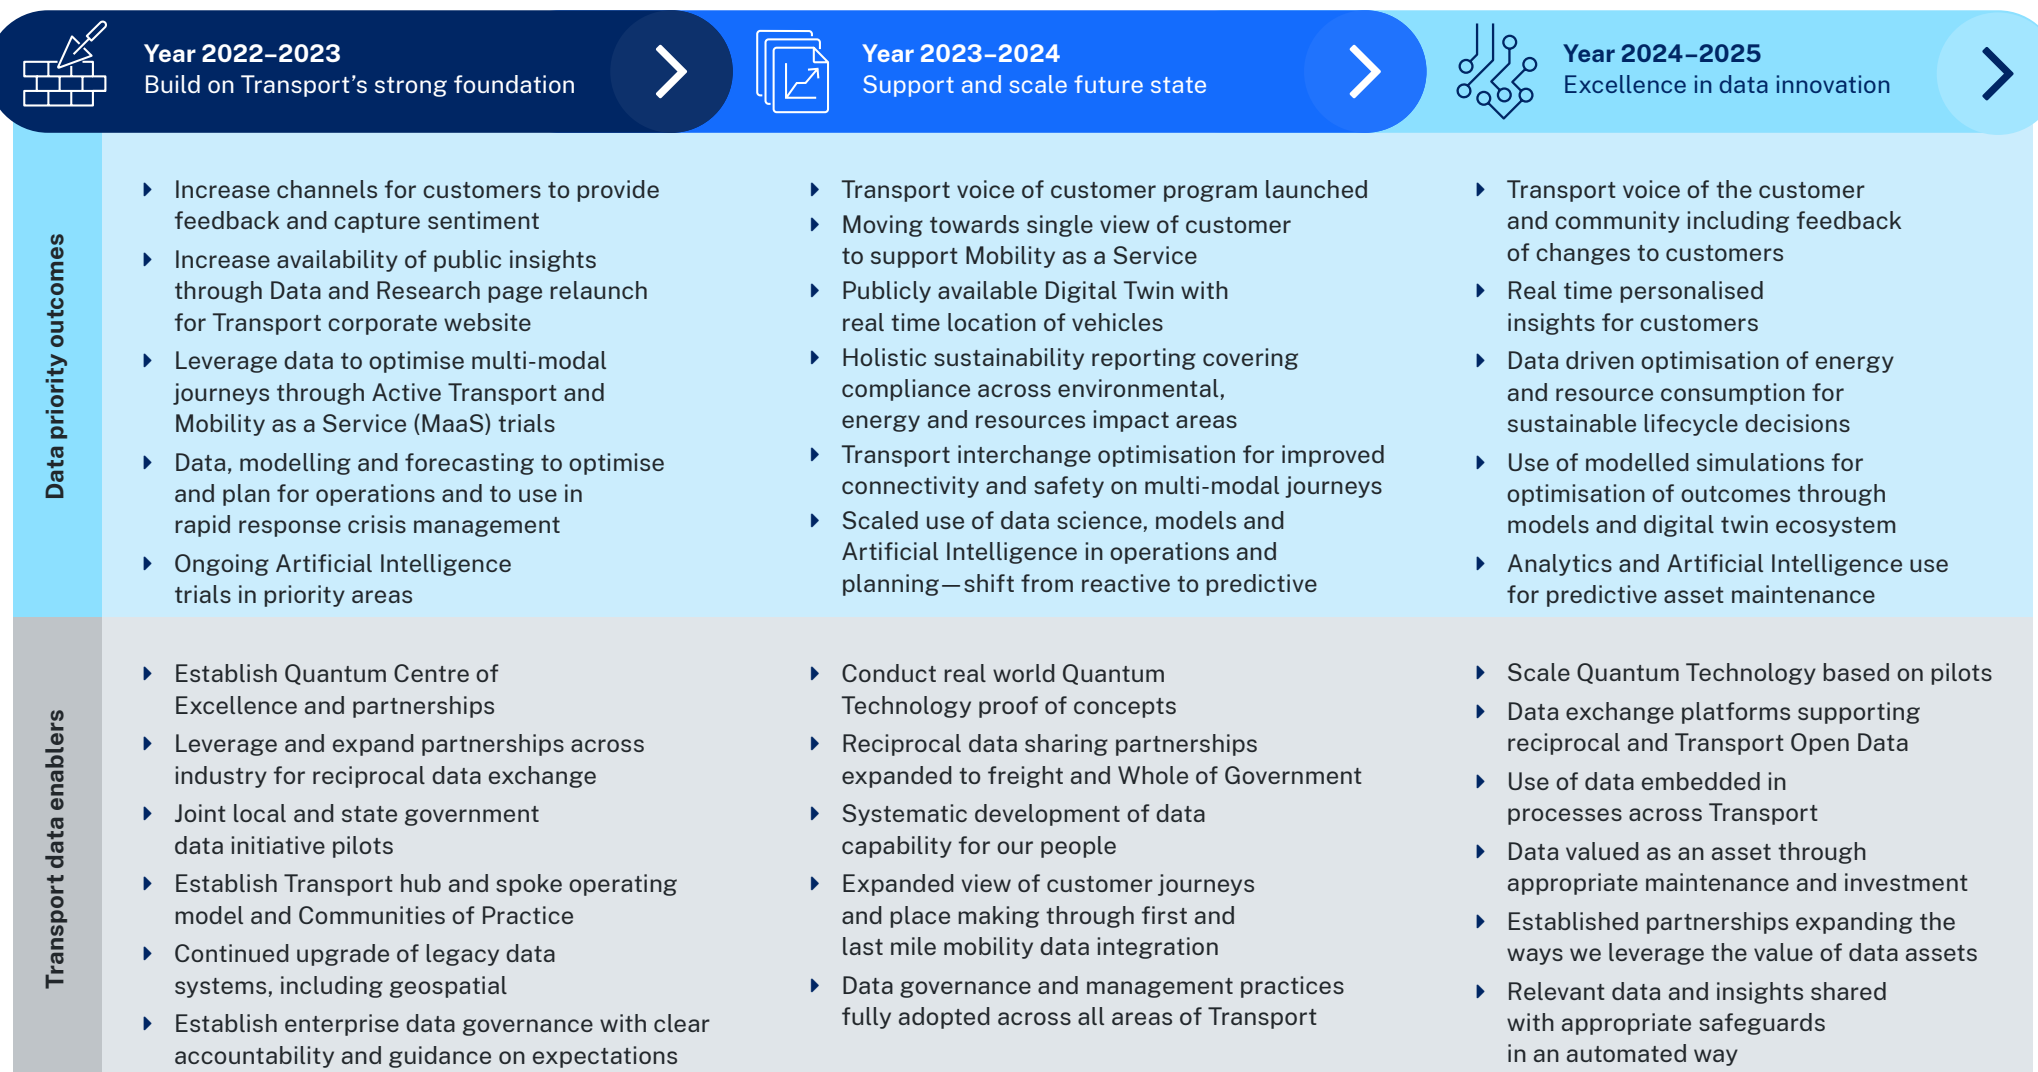 Year 2022–2023
Build on Transport's strong foundation
Year 2023–2024
Support and scale future state
Year 2024–2025
Excellence in data innovation
Data priority outcomes
Increase channels for customers to provide
feedback and capture sentiment
Increase availability of public insights
through Data and Research page relaunch
for Transport corporate website
Leverage data to optimise multi-modal
journeys through Active Transport and
Mobility as a Service (MaaS) trials
Data, modelling and forecasting to optimise
and plan for operations and to use in
rapid response crisis management
Ongoing Artificial Intelligence
trials in priority areas
Transport voice of customer program launched
Moving towards single view of customer
to support Mobility as a Service
Publicly available Digital Twin with
real time location of vehicles
Holistic sustainability reporting covering
compliance across environmental,
energy and resources impact areas
Transport interchange optimisation for improved
connectivity and safety on multi-modal journeys
Scaled use of data science, models and
Artificial Intelligence in operations and
planning—shift from reactive to predictive
Transport voice of the customer
and community including feedback
of changes to customers
Real time personalised
insights for customers
Data driven optimisation of energy
and resource consumption for
sustainable lifecycle decisions
Use of modelled simulations for
optimisation of outcomes through
models and digital twin ecosystem
Analytics and Artificial Intelligence use
for predictive asset maintenance
Transport data enablers
Establish Quantum Centre of
Excellence and partnerships
Leverage and expand partnerships across
industry for reciprocal data exchange
Joint local and state government
data initiative pilots
Establish Transport hub and spoke operating
model and Communities of Practice
Continued upgrade of legacy data
systems, including geospatial
Establish enterprise data governance with clear
accountability and guidance on expectations
Conduct real world Quantum
Technology proof of concepts
Reciprocal data sharing partnerships
expanded to freight and Whole of Government
Systematic development of data
capability for our people
Expanded view of customer journeys
and place making through first and
last mile mobility data integration
Data governance and management practices
fully adopted across all areas of Transport
Scale Quantum Technology based on pilots
Data exchange platforms supporting
reciprocal and Transport Open Data
Use of data embedded in
processes across Transport
Data valued as an asset through
appropriate maintenance and investment
Established partnerships expanding the
ways we leverage the value of data assets
Relevant data and insights shared
with appropriate safeguards
in an automated way